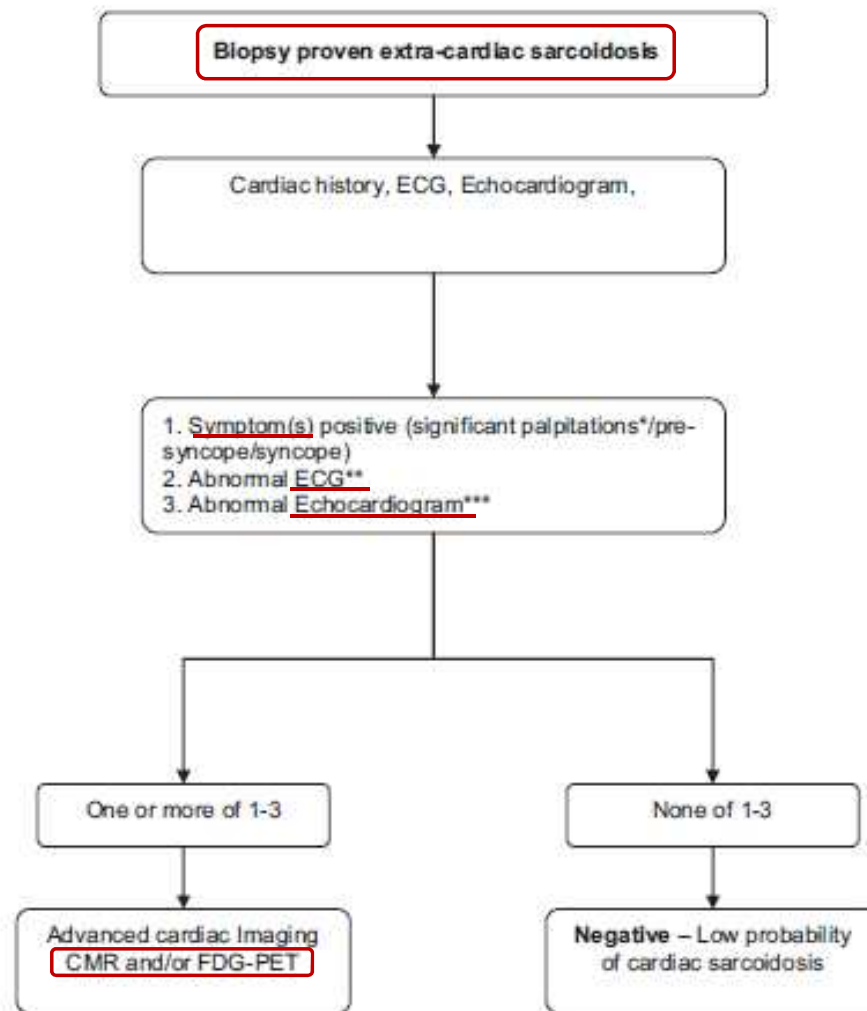 Biopsy proven extra-cardiac sarcoidosis
Cardiac history, ECG, Echocardiogram,
1. Symptom(s) positive (significant palpitations*/pre-
syncope/syncope)
2. Abnormal ECG**
3. Abnormal Echocardiogram***
One or more of 1-3
None of 1-3
Advanced cardiac Imaging
CMR and/or FDG-PET
Negative – Low probability
of cardiac sarcoidosis